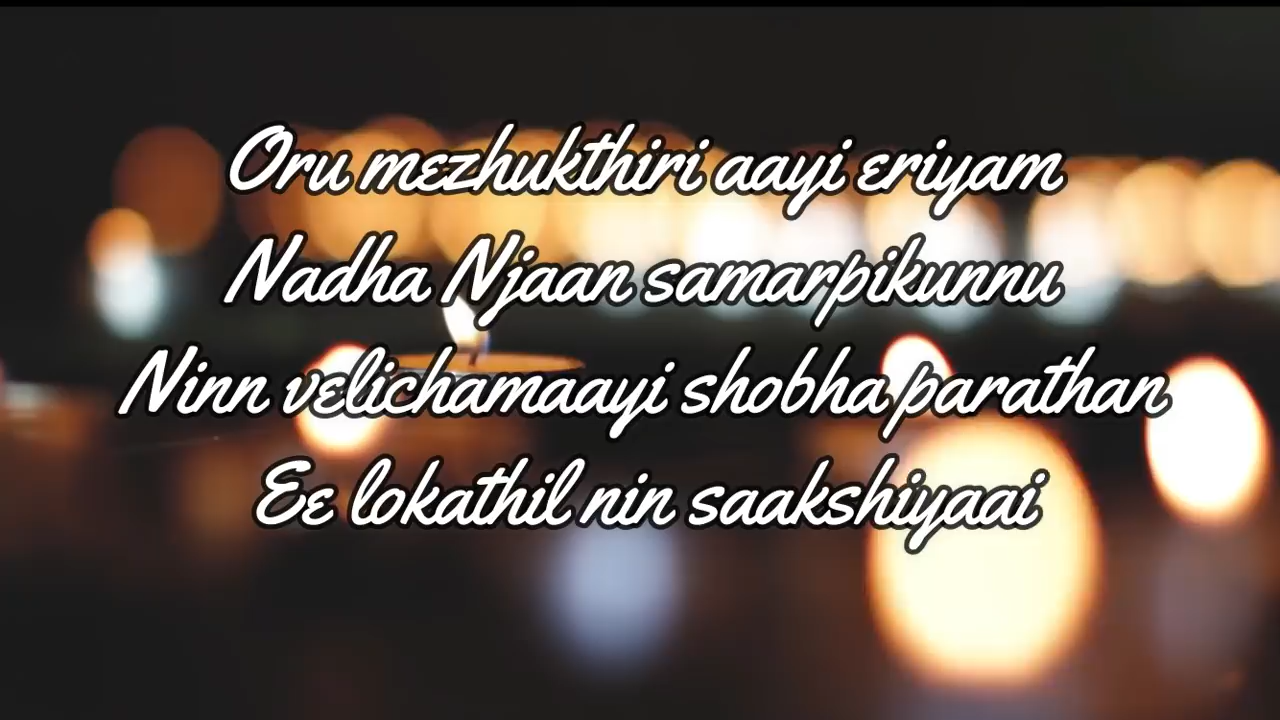 Oru mezhukthiri aayi eriyam
Nadha Njaan samarpikunnu
Ninn velichamaayi shobha parathan
Ee lokathil nin saakshiyaai